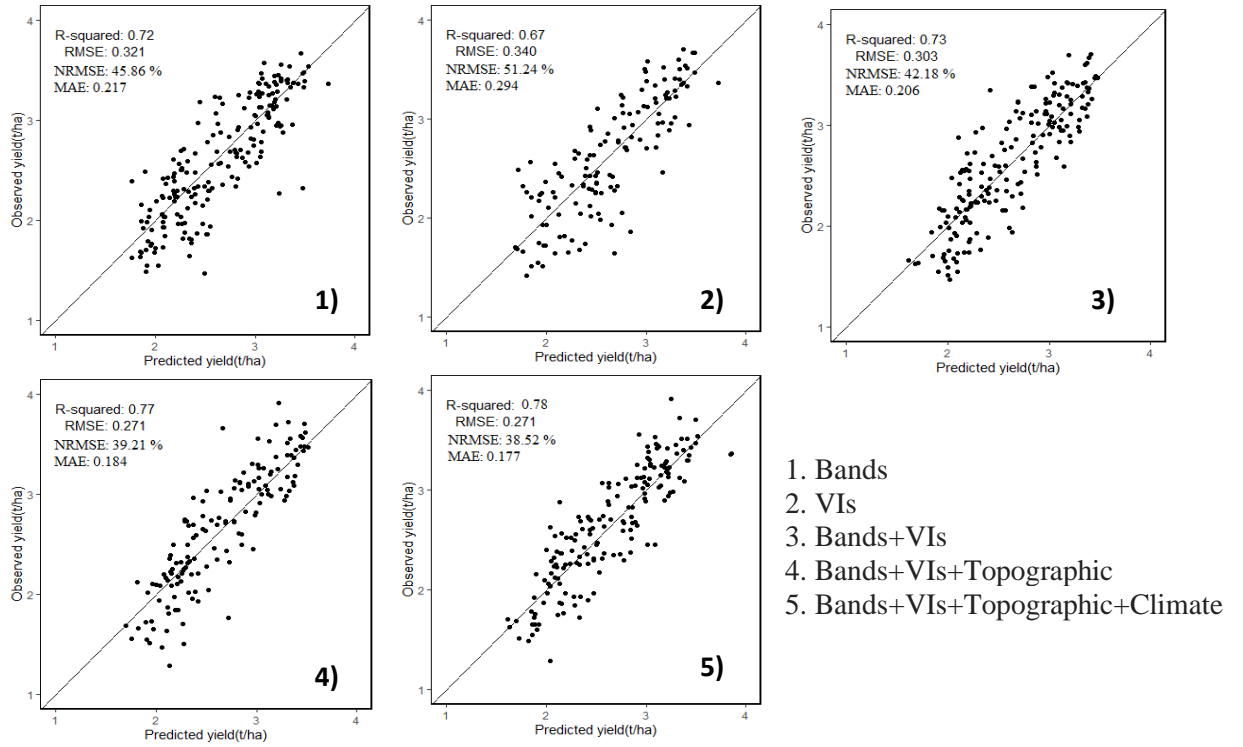 R-squared: 0.72
RMSE: 0.321
NRMSE: 45.86 %
MAE: 0.217
4
3
2
1
Observed yield(t/ha)
1)
1 2 3 4
Predicted yield(t/ha)
R-squared: 0.67
RMSE: 0.340
NRMSE: 51.24 %
MAE: 0.294
4
3
2
1
Observed yield(t/ha)
2)
1 2 3 4
Predicted yield(t/ha)
R-squared: 0.73
RMSE: 0.303
NRMSE: 42.18 %
MAE: 0.206
4
3
2
1
Observed yield(t/ha)
3)
1 2 3 4
Predicted yield(t/ha)
R-squared: 0.77
RMSE: 0.271
NRMSE: 39.21 %
MAE: 0.184
4
3
2
1
Observed yield(t/ha)
4)
1 2 3 4
Predicted yield(t/ha)
R-squared: 0.78
RMSE: 0.271
NRMSE: 38.52 %
MAE: 0.177
4
3
2
1
Observed yield(t/ha)
5)
1 2 3 4
Predicted yield(t/ha)
1. Bands
2. VIs
3. Bands+VIs
4. Bands+VIs+Topographic
5. Bands+VIs+Topographic+Climate